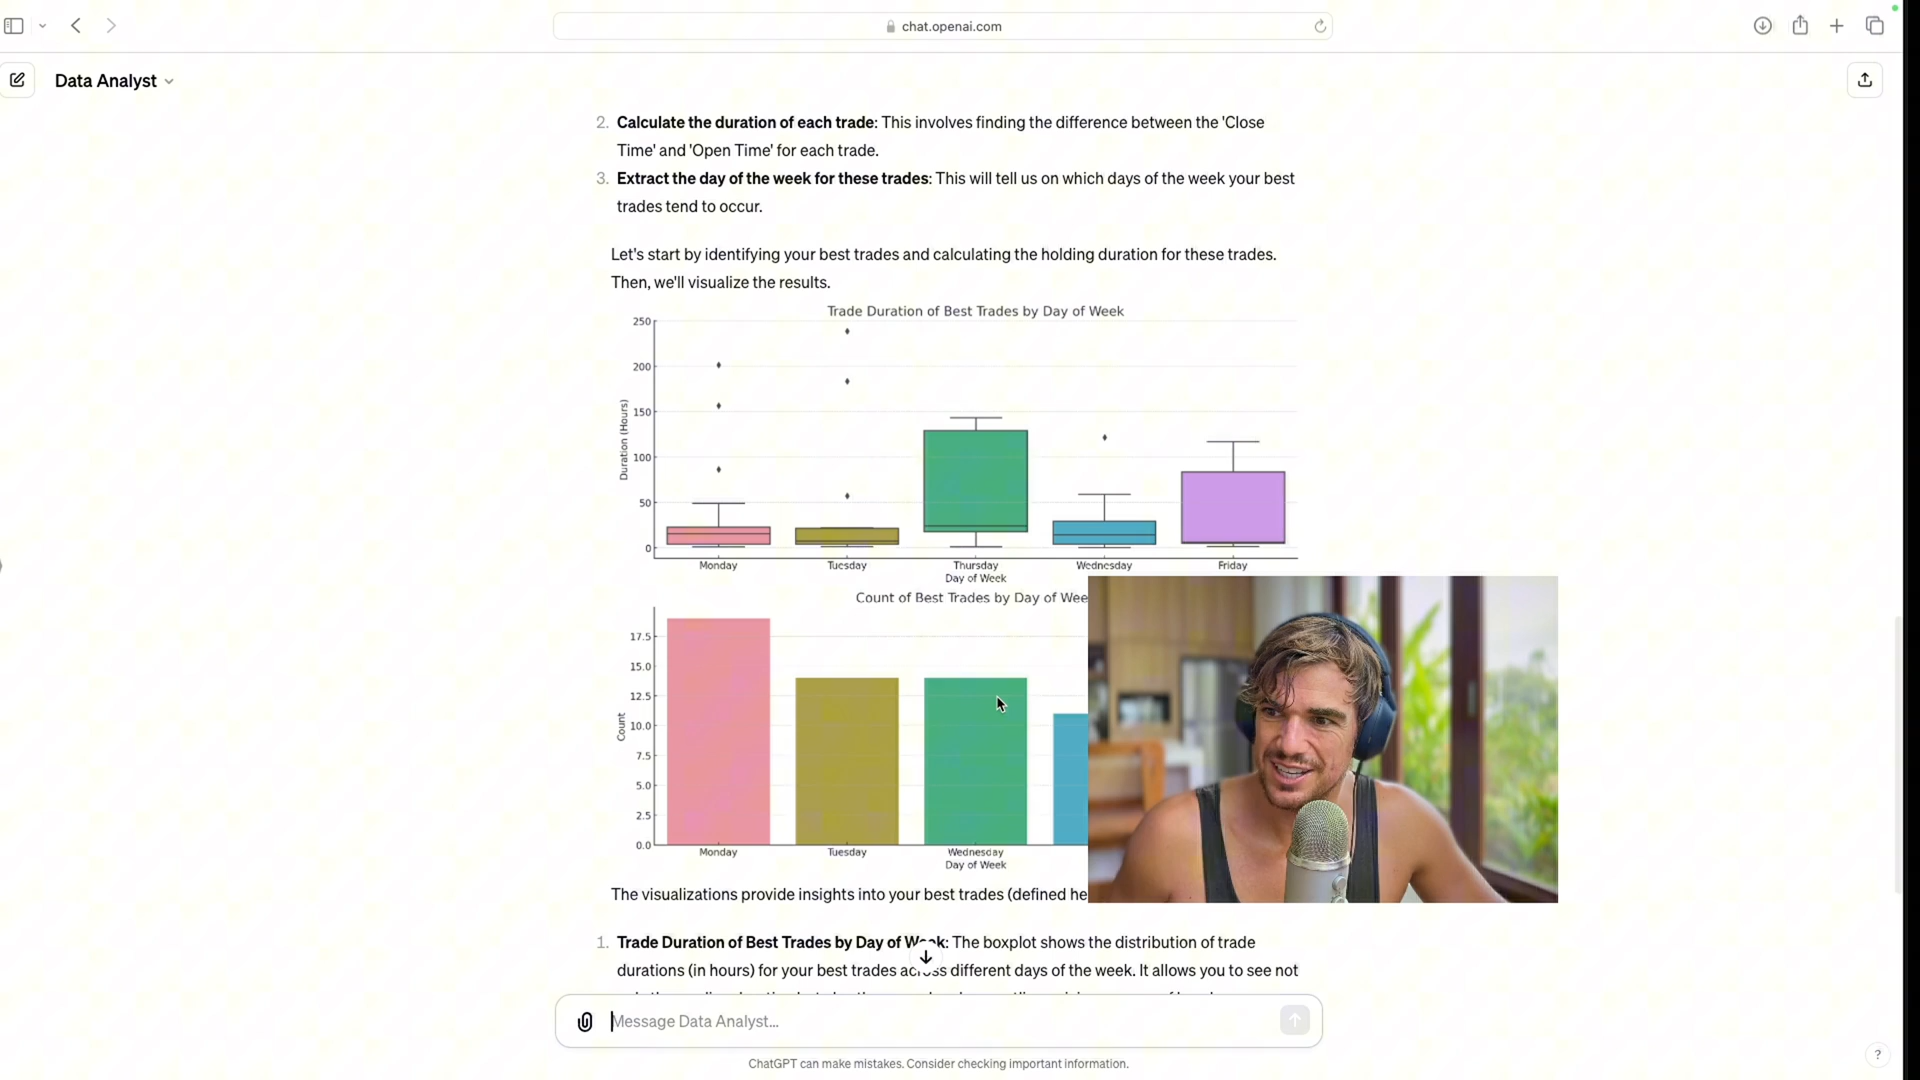 chat.openai.com
Data Analyst
2. Calculate the duration of each trade: This involves finding the difference between the 'Close
Time' and 'Open Time' for each trade.
3. Extract the day of the week for these trades: This will tell us on which days of the week your best
trades tend to occur.
Let's start by identifying your best trades and calculating the holding duration for these trades.
Then, we'll visualize the results.
Trade Duration of Best Trades by Day of Week
Duration (Hours)
250
200
150
100
50
0
Monday Tuesday Thursday Wednesday Friday
Day of Week
Count of Best Trades by Day of Wee
Count
17.5
15.0
12.5
10.0
7.5
5.0
2.5
0.0
Monday Tuesday Wednesday
Day of Week
The visualizations provide insights into your best trades (defined he
1. Trade Duration of Best Trades by Day of Week: The boxplot shows the distribution of trade
durations (in hours) for your best trades across different days of the week. It allows you to see not
Message Data Analyst...
ChatGPT can make mistakes. Consider checking important information.
?